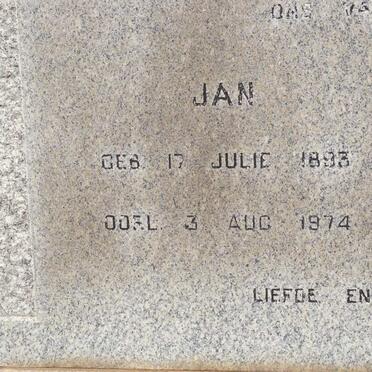 JAN
GEB 17 JULIE 1893
OORL 3 AUG 1974
LIEFDE EN